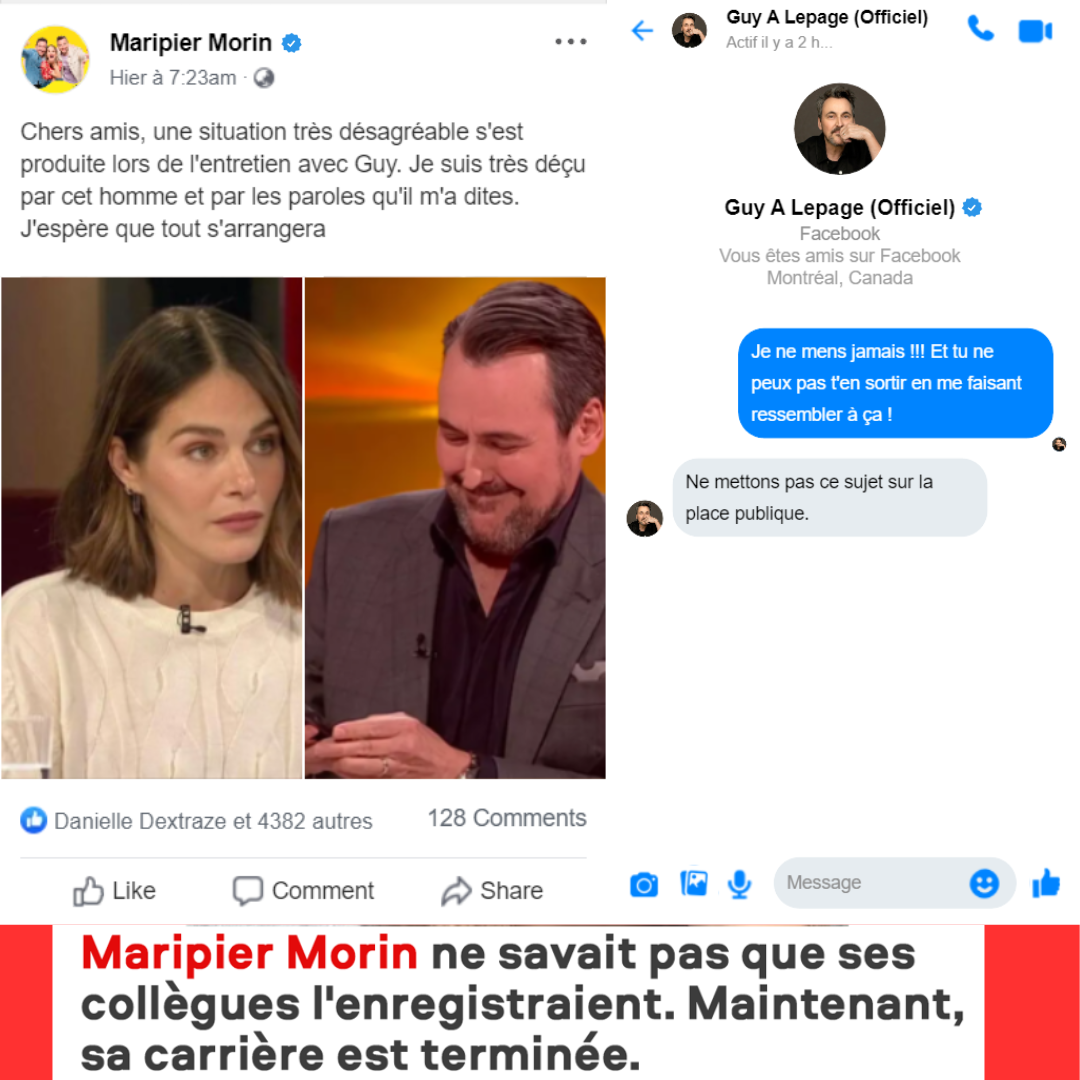 Maripier Morin
Hier à 7:23am ·
Chers amis, une situation très désagréable s'est
produite lors de l'entretien avec Guy. Je suis très déçu
par cet homme et par les paroles qu'il m'a dites.
J'espère que tout s'arrangera
Danielle Dextraze et 4382 autres
128 Comments
Like
Comment
Share
Guy A Lepage (Officiel)
Actif il y a 2 h...
Guy A Lepage (Officiel)
Facebook
Vous êtes amis sur Facebook
Montréal, Canada
Je ne mens jamais !!! Et tu ne
peux pas t'en sortir en me faisant
ressembler à ça !
Ne mettons pas ce sujet sur la
place publique.
Message
Maripier Morin ne savait pas que ses
collègues l'enregistraient. Maintenant,
sa carrière est terminée.